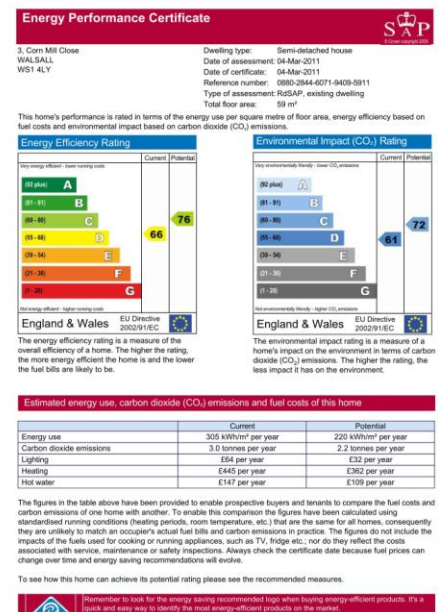 Energy Performance Certificate
SAP
© Crown copyright 2005
3, Corn Mill Close
WALSALL
WS1 4LY
Dwelling type: Semi-detached house
Date of assessment: 04-Mar-2011
Date of certificate: 04-Mar-2011
Reference number: 0880-2844-6071-9409-5911
Type of assessment: RdSAP, existing dwelling
Total floor area: 59 m²
This home's performance is rated in terms of the energy use per square metre of floor area, energy efficiency based on
fuel costs and environmental impact based on carbon dioxide (CO₂) emissions.
Energy Efficiency Rating
Current Potential
Very energy efficient - lower running costs
(92 plus) A
(81 - 91) B
(69 - 80) C
(55 - 68) D
(39 - 54) E
(21 - 38) F
(1 - 20) G
66
76
Not energy efficient - higher running costs
England & Wales
EU Directive
2002/91/EC
The energy efficiency rating is a measure of the
overall efficiency of a home. The higher the rating,
the more energy efficient the home is and the lower
the fuel bills are likely to be.
Environmental Impact (CO₂) Rating
Current Potential
Very environmentally friendly - lower CO₂ emissions
(92 plus) A
(81 - 91) B
(69 - 80) C
(55 - 68) D
(39 - 54) E
(21 - 38) F
(1 - 20) G
61
72
Not environmentally friendly - higher CO₂ emissions
England & Wales
EU Directive
2002/91/EC
The environmental impact rating is a measure of a
home's impact on the environment in terms of carbon
dioxide (CO₂) emissions. The higher the rating, the
less impact it has on the environment.
Estimated energy use, carbon dioxide (CO₂) emissions and fuel costs of this home
Current Potential
Energy use 305 kWh/m² per year 220 kWh/m² per year
Carbon dioxide emissions 3.0 tonnes per year 2.2 tonnes per year
Lighting £64 per year £32 per year
Heating £445 per year £362 per year
Hot water £147 per year £109 per year
The figures in the table above have been provided to enable prospective buyers and tenants to compare the fuel costs and
carbon emissions of one home with another. To enable this comparison the figures have been calculated using
standardised running conditions (heating periods, room temperature, etc.) that are the same for all homes, consequently
they are unlikely to match an occupier's actual fuel bills and carbon emissions in practice. The figures do not include the
impacts of the fuels used for cooking or running appliances, such as TV, fridge etc.; nor do they reflect the costs
associated with service, maintenance or safety inspections. Always check the certificate date because fuel prices can
change over time and energy saving recommendations will evolve.
To see how this home can achieve its potential rating please see the recommended measures.
Remember to look for the energy saving recommended logo when buying energy-efficient products. It's a
quick and easy way to identify the most energy-efficient products on the market.